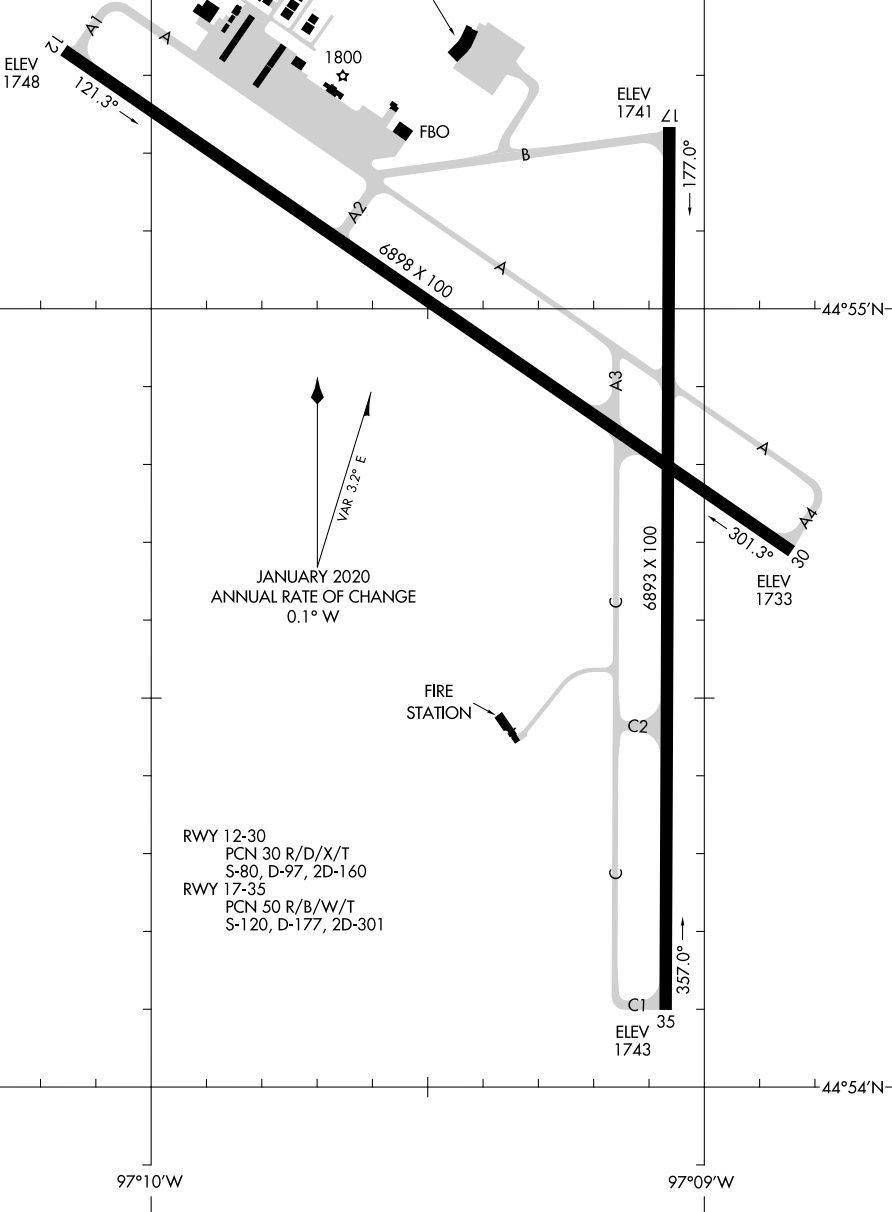 A1
A
12
ELEV
1748
121.3°
1800
FBO
ELEV
1741
17
177.0°
B
A2
A
6898 X 100
44°55'N
A3
A
A4
VAR 3.2° E
301.3°
30
ELEV
1733
6893 X 100
JANUARY 2020
ANNUAL RATE OF CHANGE
0.1° W
C
FIRE
STATION
C2
RWY 12-30
PCN 30 R/D/X/T
S-80, D-97, 2D-160
RWY 17-35
PCN 50 R/B/W/T
S-120, D-177, 2D-301
C
357.0°
C1
35
ELEV
1743
44°54'N
97°10'W
97°09'W